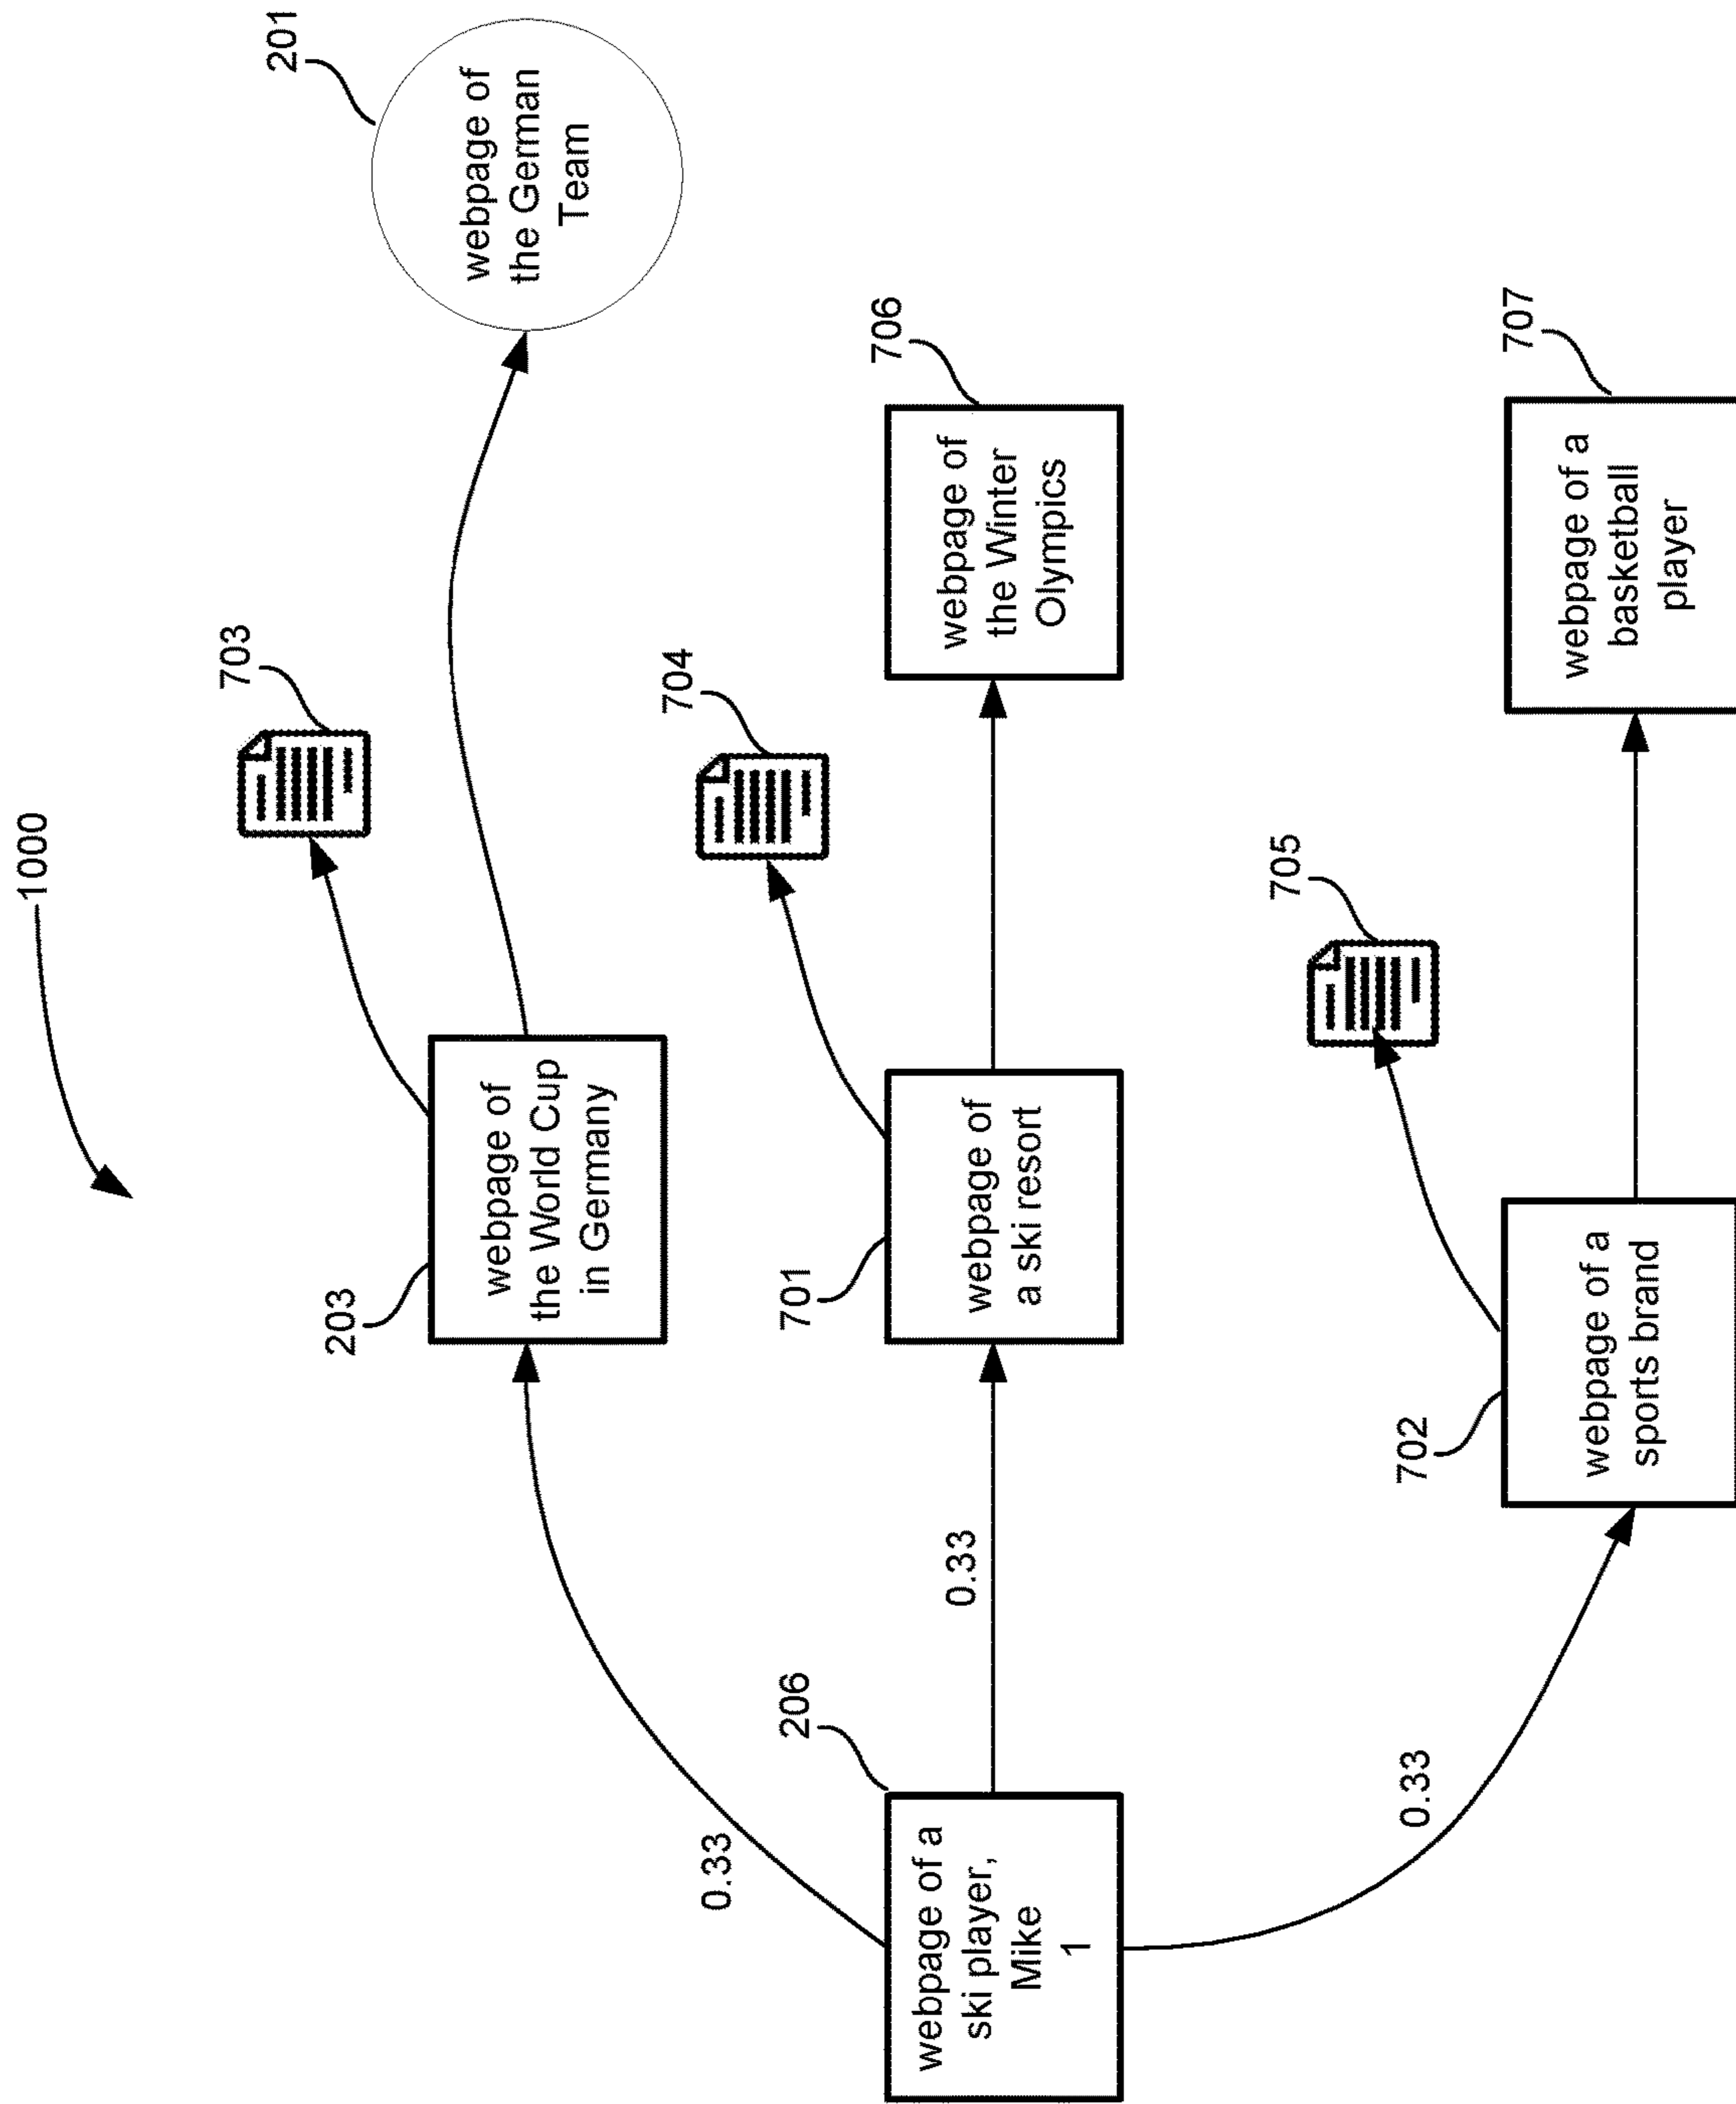 1000
201
webpage of
the German
Team
703
203
webpage of
the World Cup
in Germany
704
706
webpage of
the Winter
Olympics
701
webpage of
a ski resort
0.33
0.33
206
webpage of a
ski player,
Mike
1
705
707
webpage of a
basketball
player
702
webpage of a
sports brand
0.33